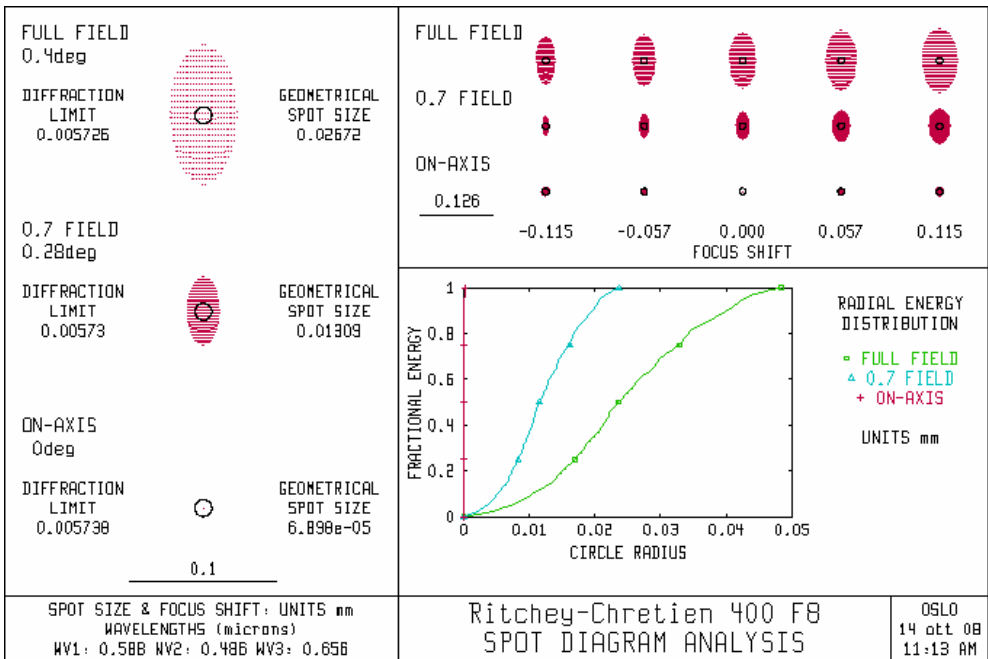 FULL FIELD
0.4deg
DIFFRACTION
LIMIT
0.005726
GEOMETRICAL
SPOT SIZE
0.02672
0.7 FIELD
0.28deg
DIFFRACTION
LIMIT
0.00573
GEOMETRICAL
SPOT SIZE
0.01309
ON-AXIS
0deg
DIFFRACTION
LIMIT
0.005738
GEOMETRICAL
SPOT SIZE
6.898e-05
0.1
FULL FIELD
0.7 FIELD
ON-AXIS
0.126
-0.115 -0.057 0.000 0.057 0.115
FOCUS SHIFT
FRACTIONAL ENERGY
1
0.8
0.6
0.4
0.2
0
0 0.01 0.02 0.03 0.04 0.05
CIRCLE RADIUS
RADIAL ENERGY
DISTRIBUTION
FULL FIELD
0.7 FIELD
ON-AXIS
UNITS mm
SPOT SIZE & FOCUS SHIFT: UNITS mm
WAVELENGTHS (microns)
WV1: 0.588 WV2: 0.486 WV3: 0.656
Ritchey-Chretien 400 F8
SPOT DIAGRAM ANALYSIS
OSLO
14 ott 08
11:13 AM